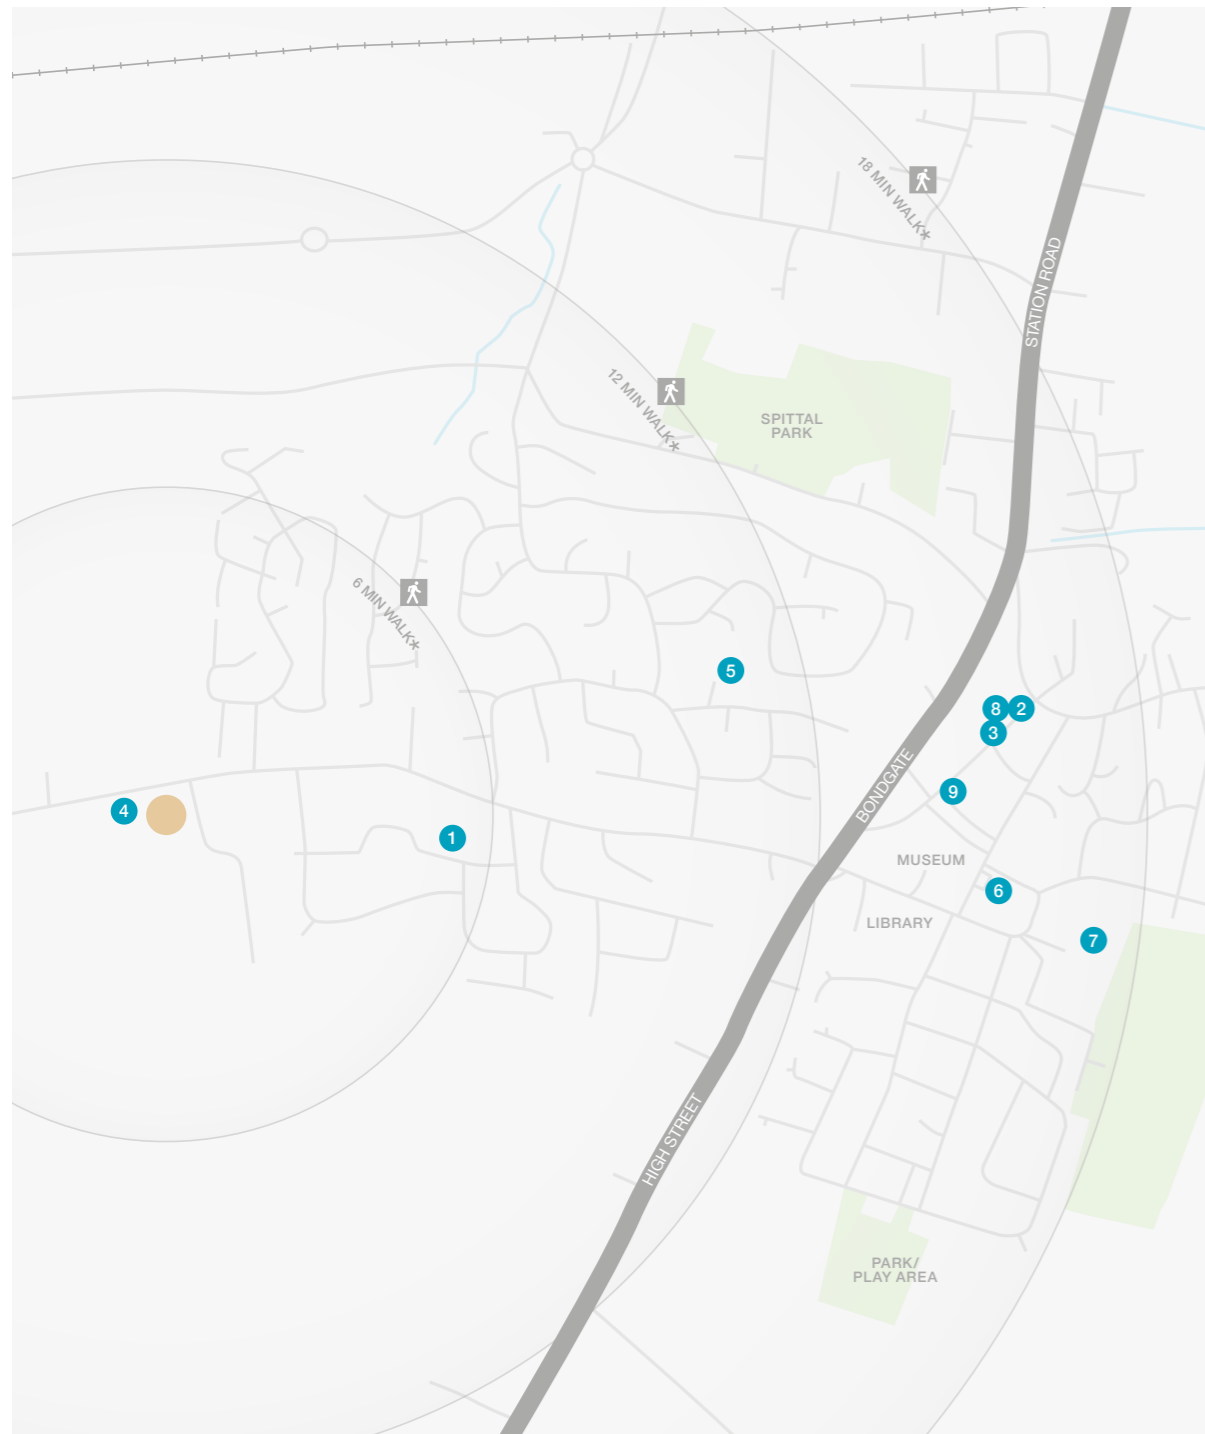 18 MIN WALK*
STATION ROAD
12 MIN WALK*
SPITTAL
PARK
6 MIN WALK*
5
8
2
3
BONDGATE
9
4
1
MUSEUM
6
LIBRARY
7
HIGH STREET
PARK/
PLAY AREA